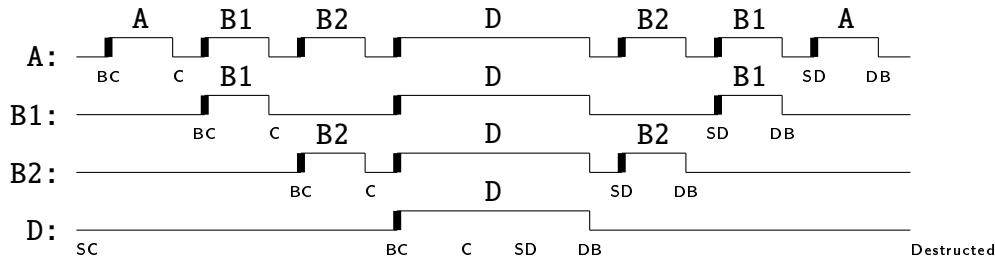 A B1 B2 D B2 B1 A
A:
BC C SD DB
B1 D B1
B1:
BC C SD DB
B2 D B2
B2:
BC C SD DB
D
D:
SC BC C SD DB Destructed